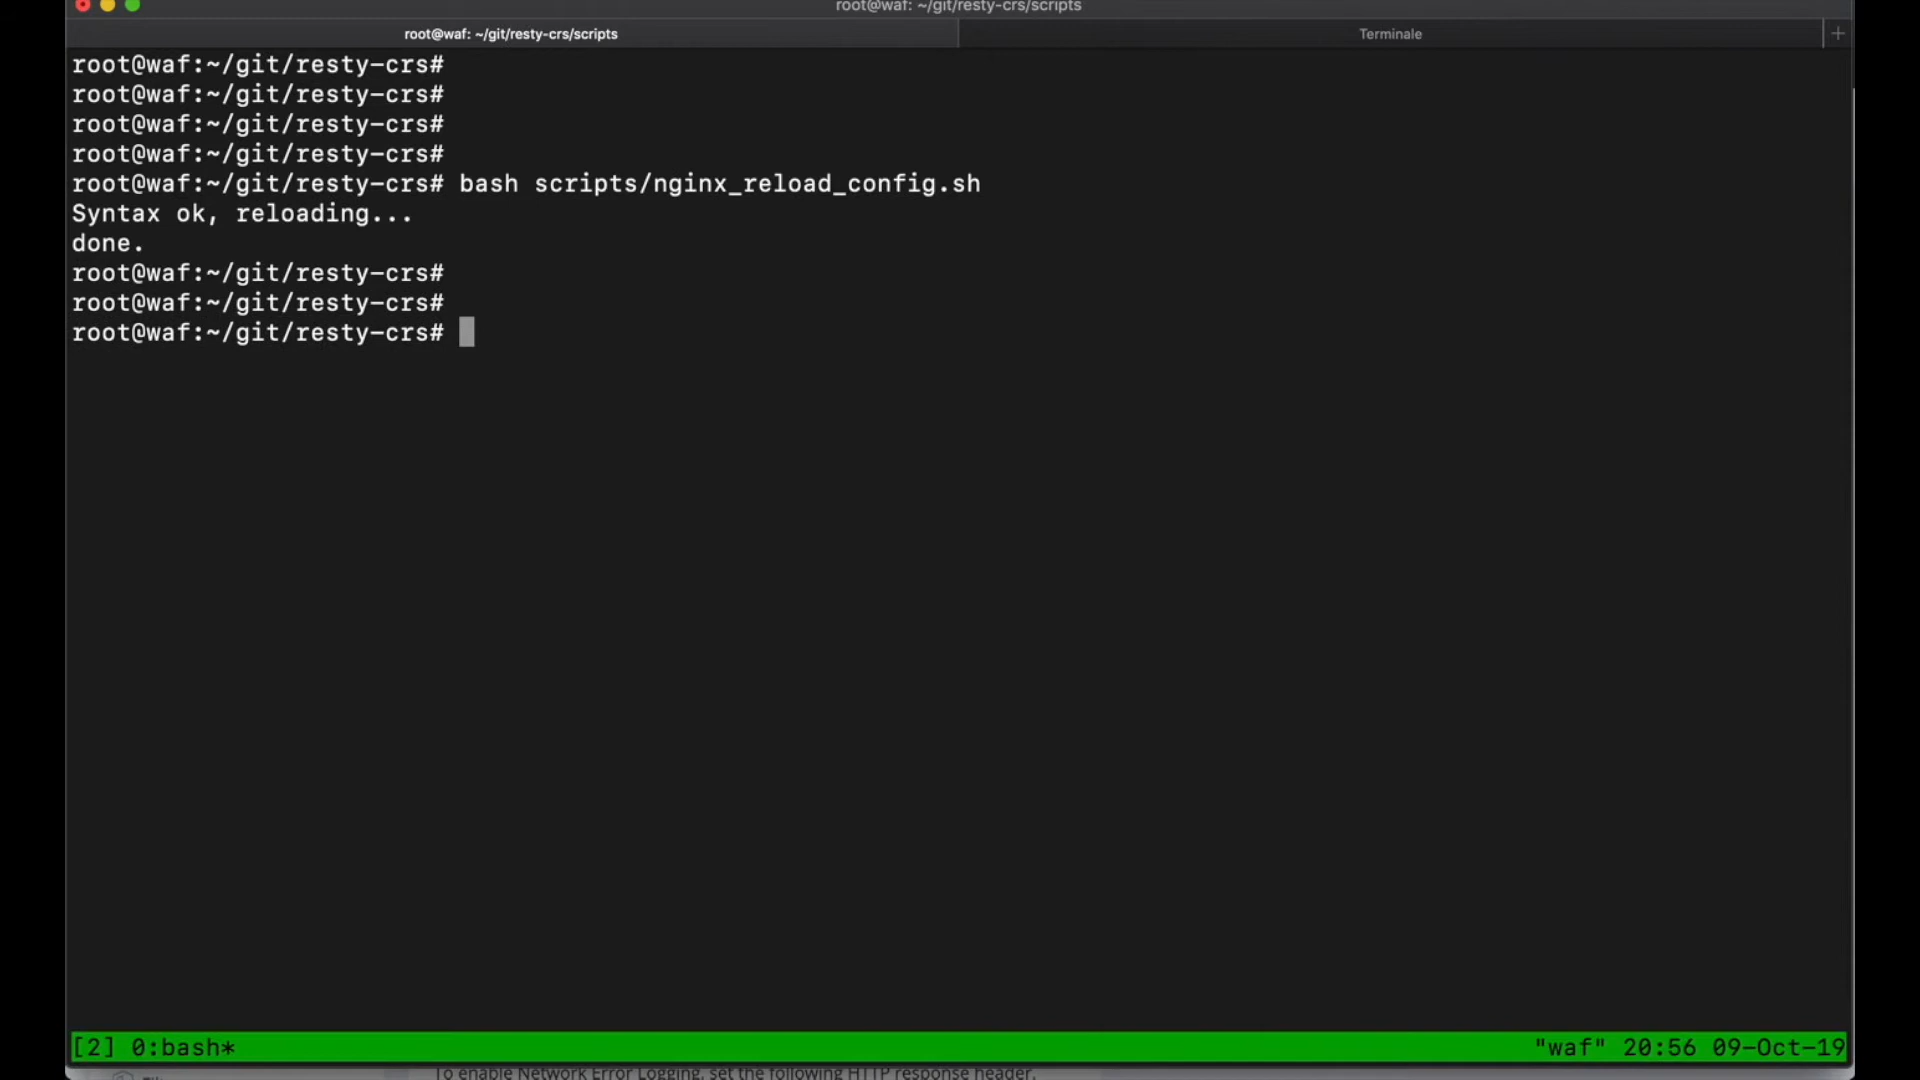 root@waf: ~/git/resty-crs/scripts
root@waf: ~/git/resty-crs/scripts
Terminale
+
root@waf:~/git/resty-crs#
root@waf:~/git/resty-crs#
root@waf:~/git/resty-crs#
root@waf:~/git/resty-crs#
root@waf:~/git/resty-crs# bash scripts/nginx_reload_config.sh
Syntax ok, reloading...
done.
root@waf:~/git/resty-crs#
root@waf:~/git/resty-crs#
root@waf:~/git/resty-crs#
[2] 0:bash*
"waf" 20:56 09-Oct-19
To enable Network Error Logging, set the following HTTP response header.